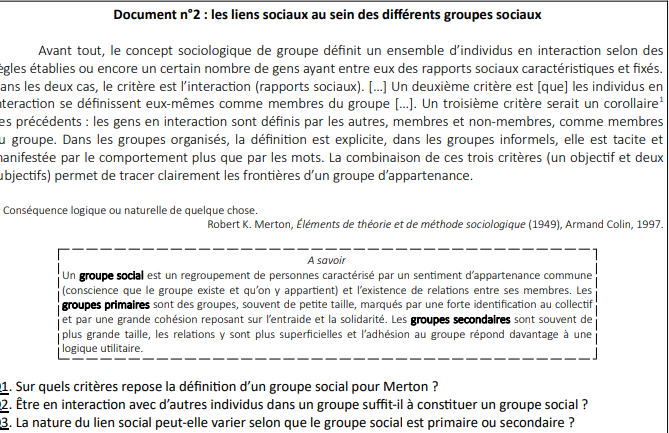 Document n°2 : les liens sociaux au sein des différents groupes sociaux
Avant tout, le concept sociologique de groupe définit un ensemble d’individus en interaction selon des
ègles établies ou encore un certain nombre de gens ayant entre eux des rapports sociaux caractéristiques et fixés.
ans les deux cas, le critère est l’interaction (rapports sociaux). […] Un deuxième critère est [que] les individus en
nteraction se définissent eux-mêmes comme membres du groupe […]. Un troisième critère serait un corollaire¹
es précédents : les gens en interaction sont définis par les autres, membres et non-membres, comme membres
u groupe. Dans les groupes organisés, la définition est explicite, dans les groupes informels, elle est tacite et
manifestée par le comportement plus que par les mots. La combinaison de ces trois critères (un objectif et deux
ubjectifs) permet de tracer clairement les frontières d’un groupe d’appartenance.
Conséquence logique ou naturelle de quelque chose.
Robert K. Merton, Éléments de théorie et de méthode sociologique (1949), Armand Colin, 1997.
A savoir
Un groupe social est un regroupement de personnes caractérisé par un sentiment d’appartenance commune
(conscience que le groupe existe et qu’on y appartient) et l’existence de relations entre ses membres. Les
groupes primaires sont des groupes, souvent de petite taille, marqués par une forte identification au collectif
et par une grande cohésion reposant sur l’entraide et la solidarité. Les groupes secondaires sont souvent de
plus grande taille, les relations y sont plus superficielles et l’adhésion au groupe répond davantage à une
logique utilitaire.
1. Sur quels critères repose la définition d’un groupe social pour Merton ?
2. Être en interaction avec d’autres individus dans un groupe suffit-il à constituer un groupe social ?
3. La nature du lien social peut-elle varier selon que le groupe social est primaire ou secondaire ?